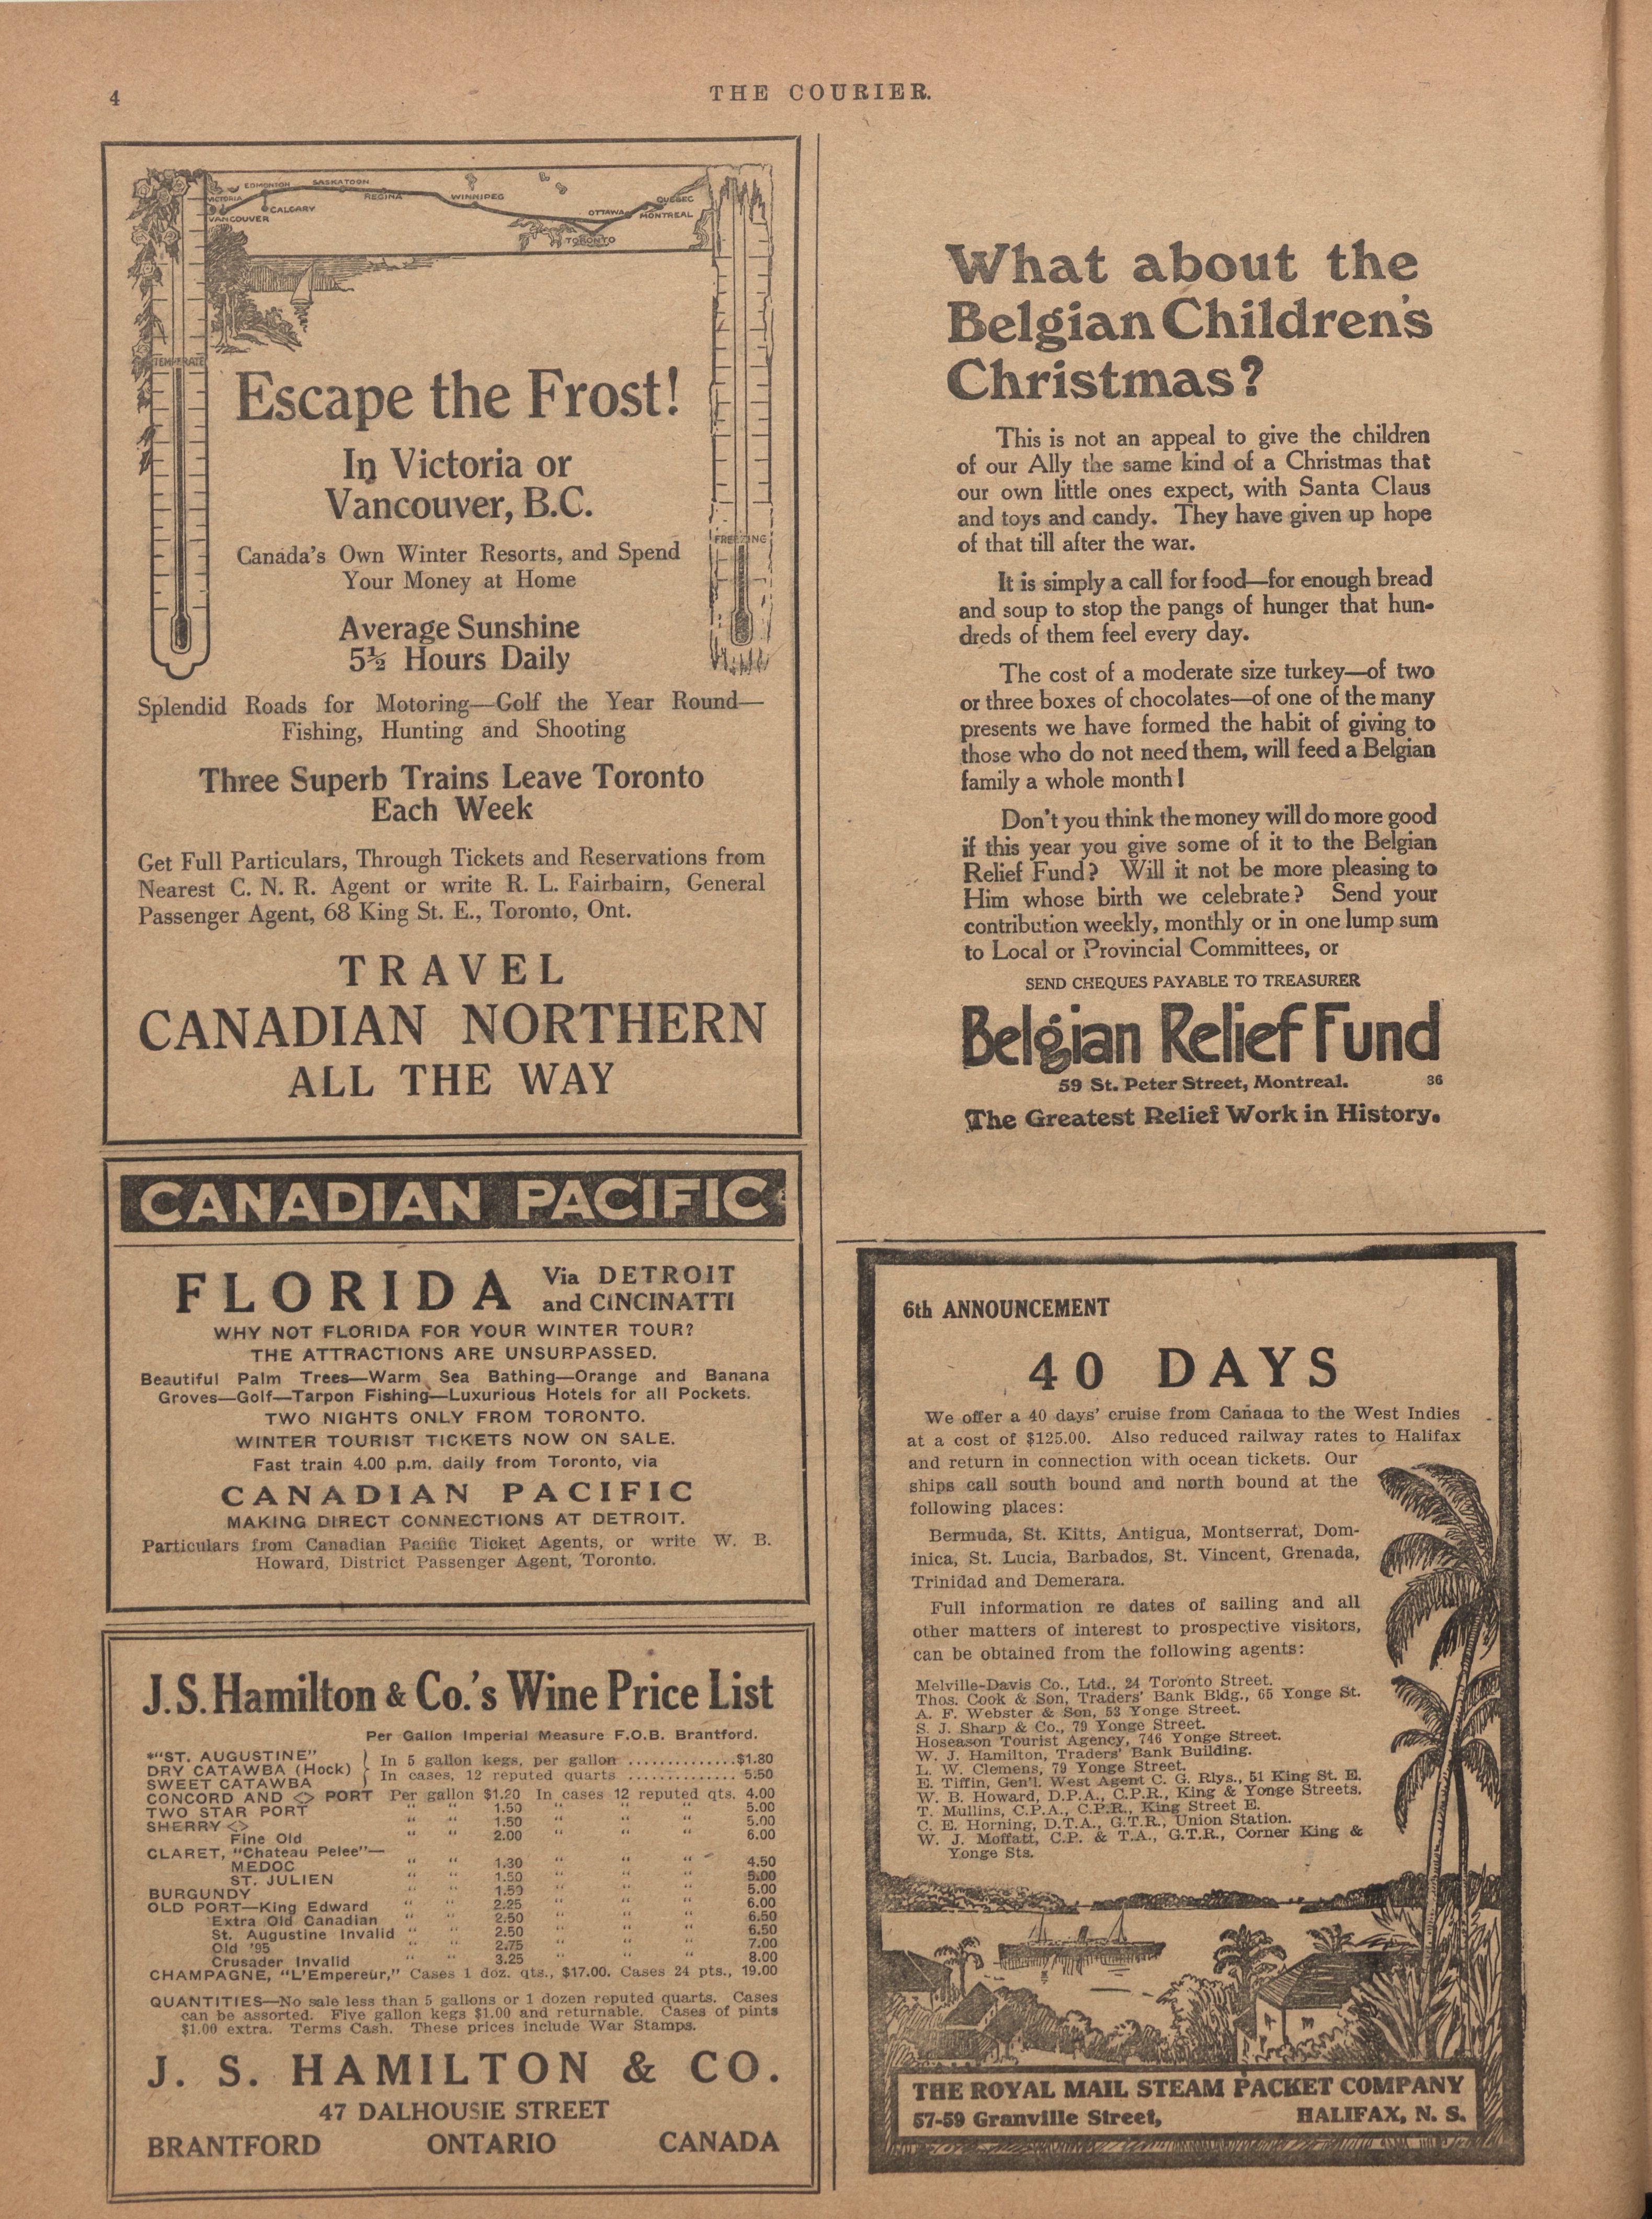 4
THE COURIER.
EDMONTON
SASKATOON
VICTORIA
CALGARY
REGINA
WINNIPEG
QUEBEC
VANCOUVER
OTTAWA
MONTREAL
TORONTO
TEMPERATE
Escape the Frost!
In Victoria or
Vancouver, B.C.
FREEZING
Canada's Own Winter Resorts, and Spend
Your Money at Home
Average Sunshine
5½ Hours Daily
Splendid Roads for Motoring—Golf the Year Round—
Fishing, Hunting and Shooting
Three Superb Trains Leave Toronto
Each Week
Get Full Particulars, Through Tickets and Reservations from
Nearest C. N. R. Agent or write R. L. Fairbairn, General
Passenger Agent, 68 King St. E., Toronto, Ont.
TRAVEL
CANADIAN NORTHERN
ALL THE WAY
CANADIAN PACIFIC
FLORIDA Via DETROIT
and CINCINATTI
WHY NOT FLORIDA FOR YOUR WINTER TOUR?
THE ATTRACTIONS ARE UNSURPASSED.
Beautiful Palm Trees—Warm Sea Bathing—Orange and Banana
Groves—Golf—Tarpon Fishing—Luxurious Hotels for all Pockets.
TWO NIGHTS ONLY FROM TORONTO.
WINTER TOURIST TICKETS NOW ON SALE.
Fast train 4.00 p.m. daily from Toronto, via
CANADIAN PACIFIC
MAKING DIRECT CONNECTIONS AT DETROIT.
Particulars from Canadian Pacific Ticket Agents, or write W. B.
Howard, District Passenger Agent, Toronto.
J. S. Hamilton & Co.'s Wine Price List
Per Gallon Imperial Measure F.O.B. Brantford.
*"ST. AUGUSTINE"
DRY CATAWBA (Hock)
SWEET CATAWBA
In 5 gallon kegs, per gallon .............$1.80
In cases, 12 reputed quarts .............. 5.50
CONCORD AND <> PORT Per gallon $1.20 In cases 12 reputed qts. 4.00
TWO STAR PORT " " 1.50 " " " 5.00
SHERRY <> " " 1.50 " " " 5.00
Fine Old " " 2.00 " " " 6.00
CLARET, "Chateau Pelee"—
MEDOC " " 1.30 " " " 4.50
ST. JULIEN " " 1.50 " " " 5.00
BURGUNDY " " 1.50 " " " 5.00
OLD PORT—King Edward " " 2.25 " " " 6.00
Extra Old Canadian " " 2.50 " " " 6.50
St. Augustine Invalid " " 2.50 " " " 6.50
Old '95 " " 2.75 " " " 7.00
Crusader Invalid " " 3.25 " " " 8.00
CHAMPAGNE, "L'Empereur," Cases 1 doz. qts., $17.00. Cases 24 pts., 19.00
QUANTITIES—No sale less than 5 gallons or 1 dozen reputed quarts. Cases
can be assorted. Five gallon kegs $1.00 and returnable. Cases of pints
$1.00 extra. Terms Cash. These prices include War Stamps.
J. S. HAMILTON & CO.
47 DALHOUSIE STREET
BRANTFORD ONTARIO CANADA
What about the
Belgian Children's
Christmas?
This is not an appeal to give the children
of our Ally the same kind of a Christmas that
our own little ones expect, with Santa Claus
and toys and candy. They have given up hope
of that till after the war.
It is simply a call for food—for enough bread
and soup to stop the pangs of hunger that hun-
dreds of them feel every day.
The cost of a moderate size turkey—of two
or three boxes of chocolates—of one of the many
presents we have formed the habit of giving to
those who do not need them, will feed a Belgian
family a whole month!
Don't you think the money will do more good
if this year you give some of it to the Belgian
Relief Fund? Will it not be more pleasing to
Him whose birth we celebrate? Send your
contribution weekly, monthly or in one lump sum
to Local or Provincial Committees, or
SEND CHEQUES PAYABLE TO TREASURER
Belgian Relief Fund
59 St. Peter Street, Montreal. 36
The Greatest Relief Work in History.
6th ANNOUNCEMENT
40 DAYS
We offer a 40 days' cruise from Canada to the West Indies
at a cost of $125.00. Also reduced railway rates to Halifax
and return in connection with ocean tickets. Our
ships call south bound and north bound at the
following places:
Bermuda, St. Kitts, Antigua, Montserrat, Dom-
inica, St. Lucia, Barbados, St. Vincent, Grenada,
Trinidad and Demerara.
Full information re dates of sailing and all
other matters of interest to prospective visitors,
can be obtained from the following agents:
Melville-Davis Co., Ltd., 24 Toronto Street.
Thos. Cook & Son, Traders' Bank Bldg., 65 Yonge St.
A. F. Webster & Son, 53 Yonge Street.
S. J. Sharp & Co., 79 Yonge Street.
Hoseason Tourist Agency, 746 Yonge Street.
W. J. Hamilton, Traders' Bank Building.
L. W. Clemens, 79 Yonge Street.
E. Tiffin, Gen'l. West Agent C. G. Rlys., 51 King St. E.
W. B. Howard, D.P.A., C.P.R., King & Yonge Streets.
T. Mullins, C.P.A., C.P.R., King Street E.
C. E. Horning, D.T.A., G.T.R., Union Station.
W. J. Moffatt, C.P. & T.A., G.T.R., Corner King &
Yonge Sts.
THE ROYAL MAIL STEAM PACKET COMPANY
57-59 Granville Street, HALIFAX, N. S.